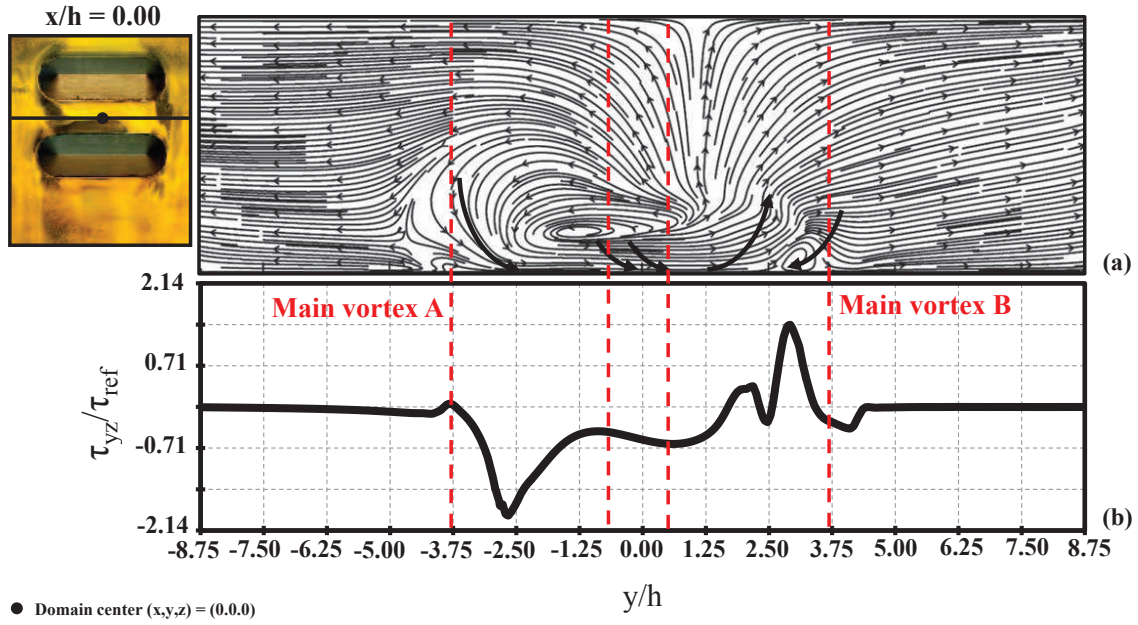 x/h = 0.00
(a)
2.14
Main vortex A
Main vortex B
0.71
τyz/τref
-0.71
-2.14
(b)
-8.75 -7.50 -6.25 -5.00 -3.75 -2.50 -1.25 0.00 1.25 2.50 3.75 5.00 6.25 7.50 8.75
y/h
Domain center (x,y,z) = (0.0.0)